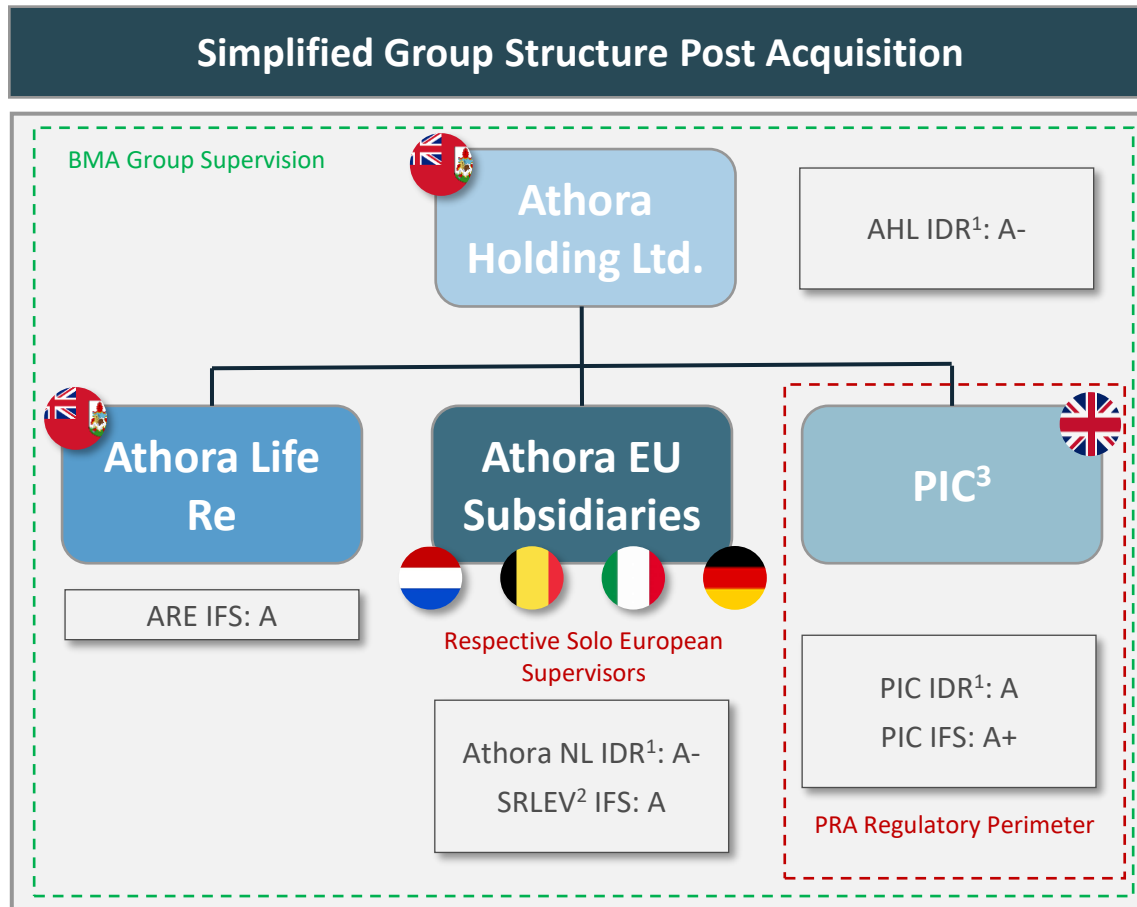 Simplified Group Structure Post Acquisition
BMA Group Supervision
Athora
Holding Ltd.
AHL IDR¹: A-
Athora Life
Re
Athora EU
Subsidiaries
PIC³
ARE IFS: A
Respective Solo European
Supervisors
Athora NL IDR¹: A-
SRLEV² IFS: A
PIC IDR¹: A
PIC IFS: A+
PRA Regulatory Perimeter